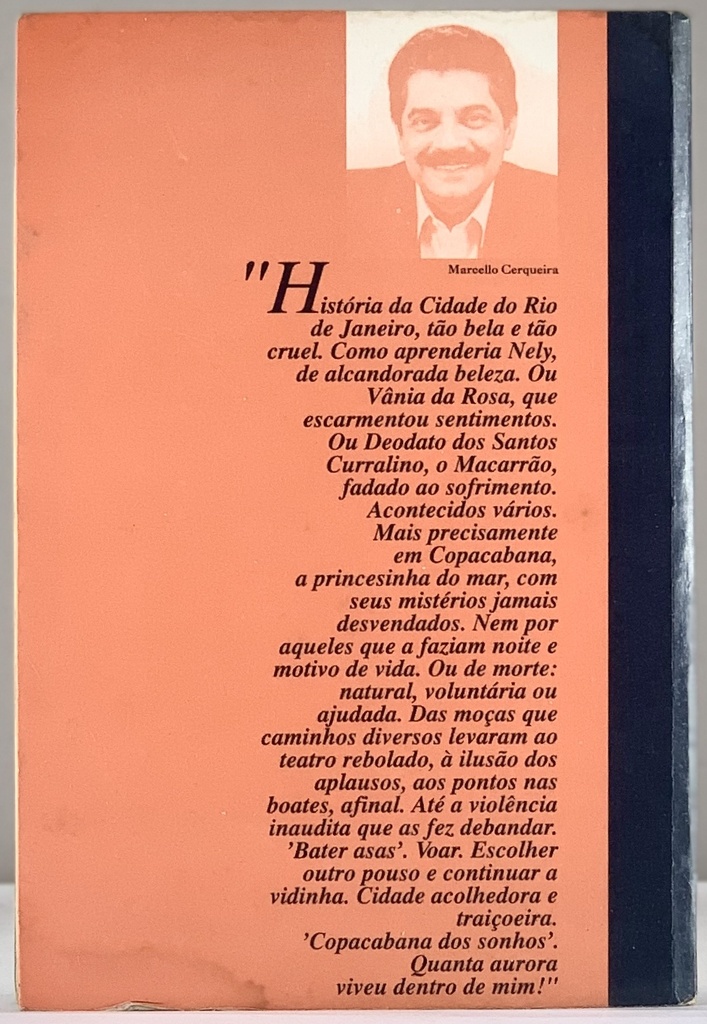 Marcello Cerqueira
"História da Cidade do Rio
de Janeiro, tão bela e tão
cruel. Como aprenderia Nely,
de alcandorada beleza. Ou
Vânia da Rosa, que
escarmentou sentimentos.
Ou Deodato dos Santos
Curralino, o Macarrão,
fadado ao sofrimento.
Acontecidos vários.
Mais precisamente
em Copacabana,
a princesinha do mar, com
seus mistérios jamais
desvendados. Nem por
aqueles que a faziam noite e
motivo de vida. Ou de morte:
natural, voluntária ou
ajudada. Das moças que
caminhos diversos levaram ao
teatro rebolado, à ilusão dos
aplausos, aos pontos nas
boates, afinal. Até a violência
inaudita que as fez debandar.
'Bater asas'. Voar. Escolher
outro pouso e continuar a
vidinha. Cidade acolhedora e
traiçoeira.
'Copacabana dos sonhos'.
Quanta aurora
viveu dentro de mim!"